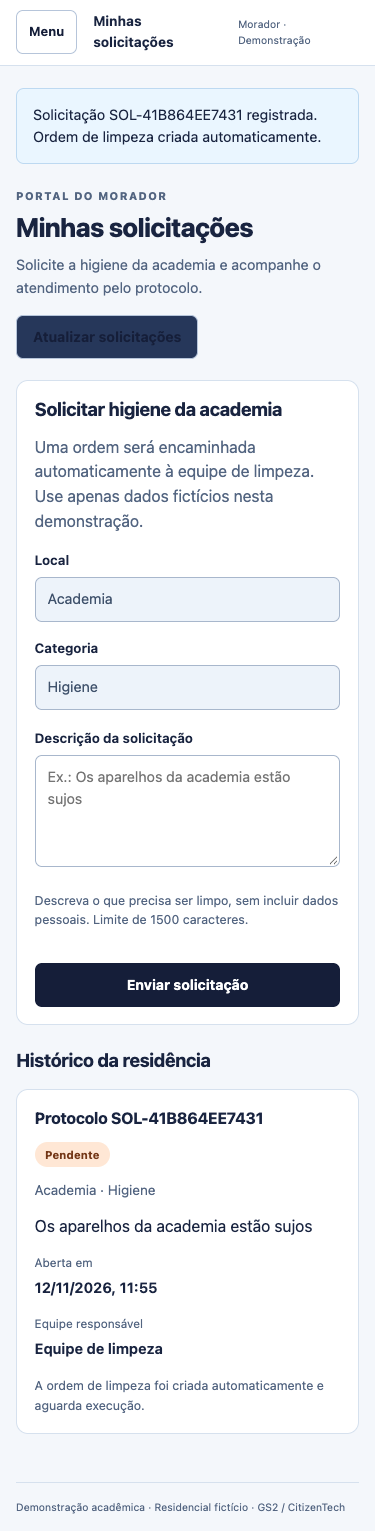 Menu
Minhas
solicitações
Morador ·
Demonstração
Solicitação SOL-41B864EE7431 registrada.
Ordem de limpeza criada automaticamente.
PORTAL DO MORADOR
Minhas solicitações
Solicite a higiene da academia e acompanhe o
atendimento pelo protocolo.
Atualizar solicitações
Solicitar higiene da academia
Uma ordem será encaminhada
automaticamente à equipe de limpeza.
Use apenas dados fictícios nesta
demonstração.
Local
Academia
Categoria
Higiene
Descrição da solicitação
Ex.: Os aparelhos da academia estão
sujos
Descreva o que precisa ser limpo, sem incluir dados
pessoais. Limite de 1500 caracteres.
Enviar solicitação
Histórico da residência
Protocolo SOL-41B864EE7431
Pendente
Academia · Higiene
Os aparelhos da academia estão sujos
Aberta em
12/11/2026, 11:55
Equipe responsável
Equipe de limpeza
A ordem de limpeza foi criada automaticamente e
aguarda execução.
Demonstração acadêmica · Residencial fictício · GS2 / CitizenTech